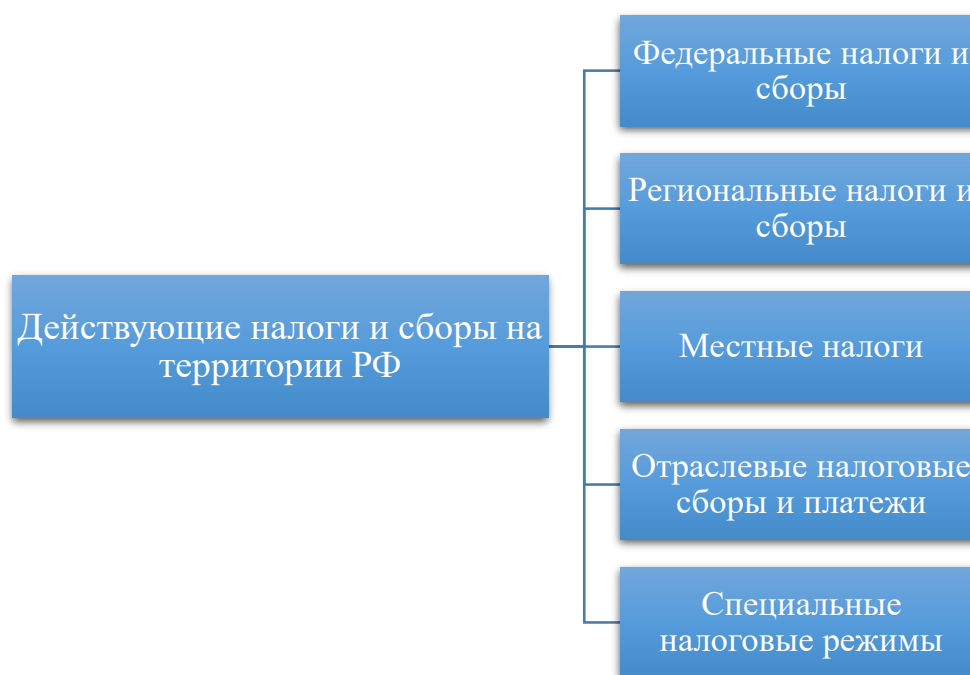 Федеральные налоги и
сборы
Региональные налоги и
сборы
Действующие налоги и сборы на
территории РФ
Местные налоги
Отраслевые налоговые
сборы и платежи
Специальные
налоговые режимы